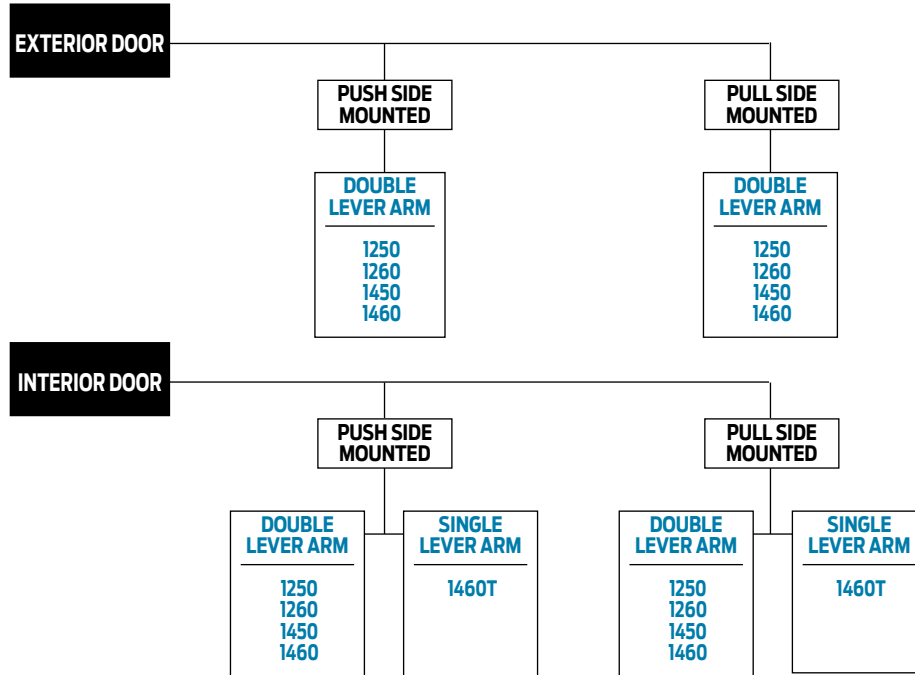 EXTERIOR DOOR
PUSH SIDE
MOUNTED
PULL SIDE
MOUNTED
DOUBLE
LEVER ARM
1250
1260
1450
1460
DOUBLE
LEVER ARM
1250
1260
1450
1460
INTERIOR DOOR
PUSH SIDE
MOUNTED
PULL SIDE
MOUNTED
DOUBLE
LEVER ARM
1250
1260
1450
1460
SINGLE
LEVER ARM
1460T
DOUBLE
LEVER ARM
1250
1260
1450
1460
SINGLE
LEVER ARM
1460T